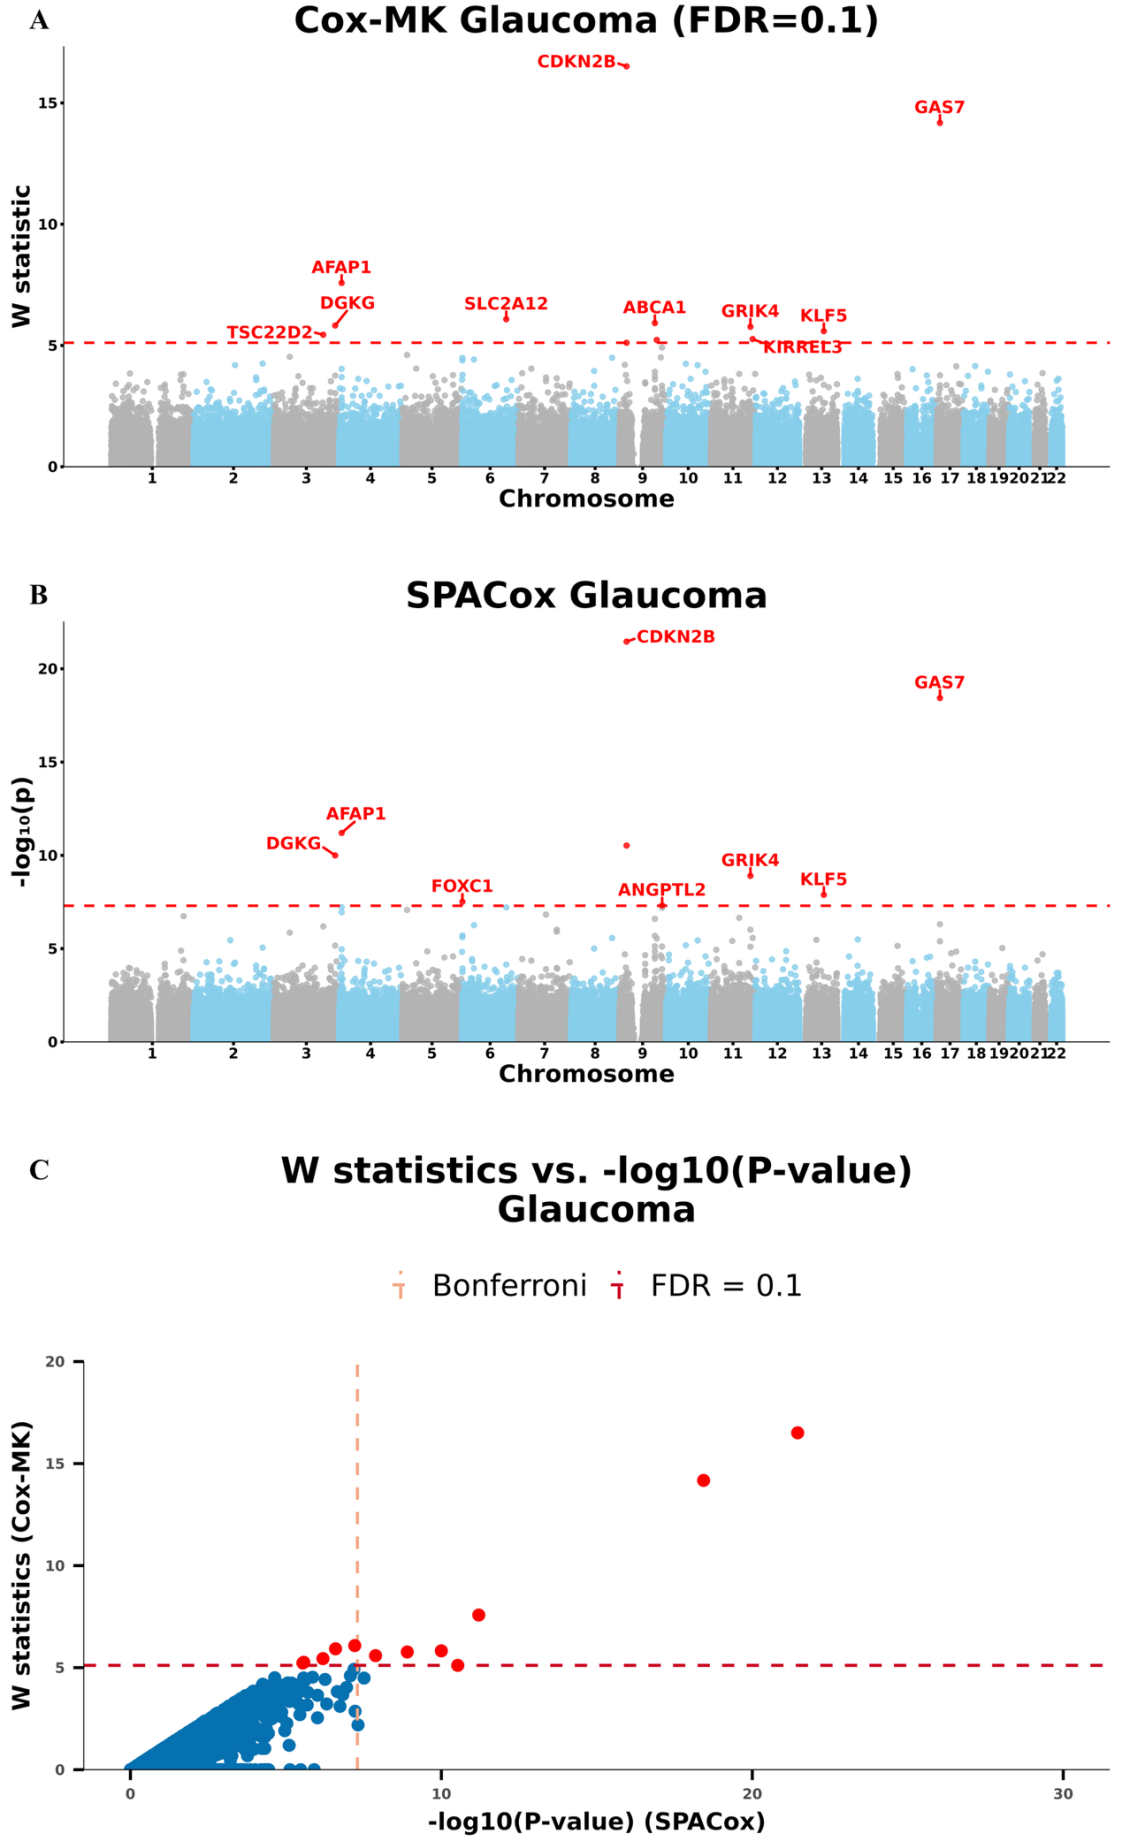 A
Cox-MK Glaucoma (FDR=0.1)
W statistic
15
10
5
0
CDKN2B
GAS7
AFAP1
DGKG
TSC22D2
SLC2A12
ABCA1
GRIK4
KLF5
KIRREL3
1 2 3 4 5 6 7 8 9 10 11 12 13 14 15 16 17 18 19 20 21 22
Chromosome
B
SPACox Glaucoma
-log₁₀(p)
20
15
10
5
0
CDKN2B
GAS7
AFAP1
DGKG
FOXC1
ANGPTL2
GRIK4
KLF5
1 2 3 4 5 6 7 8 9 10 11 12 13 14 15 16 17 18 19 20 21 22
Chromosome
C
W statistics vs. -log10(P-value)
Glaucoma
Bonferroni FDR = 0.1
W statistics (Cox-MK)
20
15
10
5
0
0 10 20 30
-log10(P-value) (SPACox)